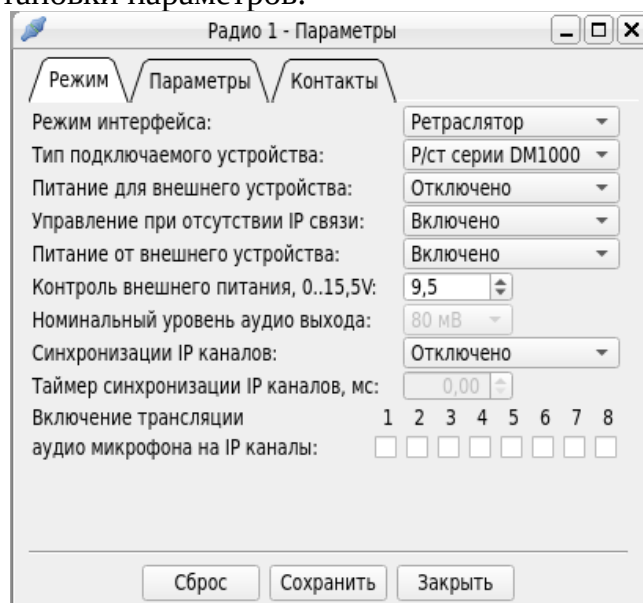 тановки параметров.
Радио 1 - Параметры
Режим Параметры Контакты
Режим интерфейса: Ретраслятор
Тип подключаемого устройства: Р/ст серии DM1000
Питание для внешнего устройства: Отключено
Управление при отсутствии IP связи: Включено
Питание от внешнего устройства: Включено
Контроль внешнего питания, 0..15,5V: 9,5
Номинальный уровень аудио выхода: 80 мВ
Синхронизации IP каналов: Отключено
Таймер синхронизации IP каналов, мс: 0,00
Включение трансляции 1 2 3 4 5 6 7 8
аудио микрофона на IP каналы:
Сброс Сохранить Закрыть